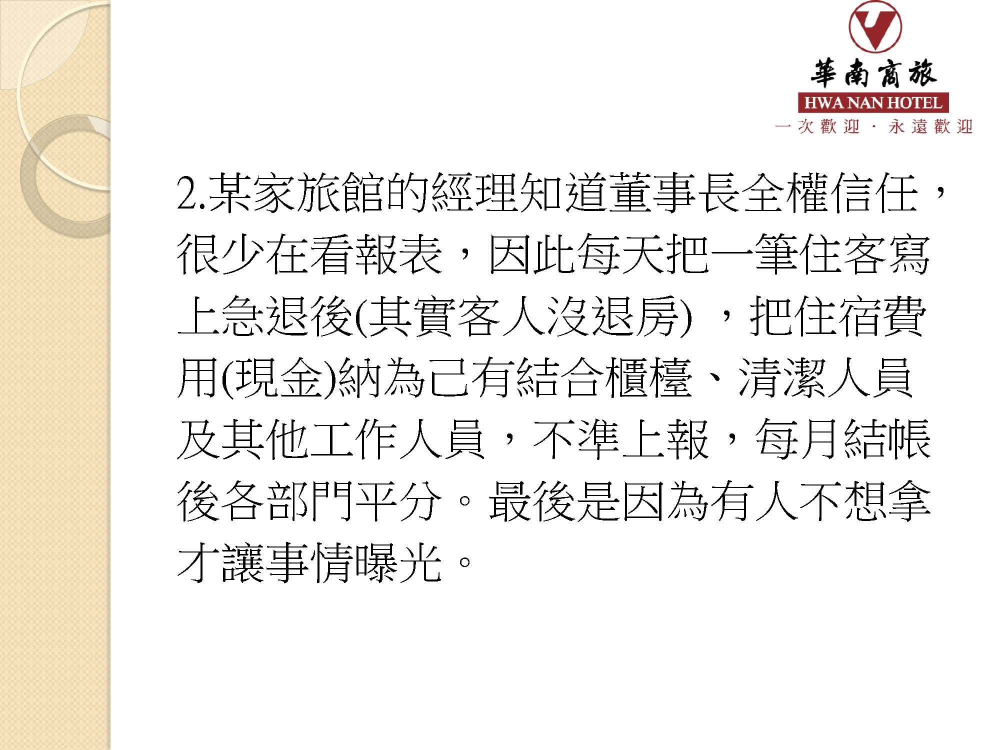 華南商旅
HWA NAN HOTEL
一次歡迎．永遠歡迎
2.某家旅館的經理知道董事長全權信任，
很少在看報表，因此每天把一筆住客寫
上急退後(其實客人沒退房) ，把住宿費
用(現金)納為己有結合櫃檯、清潔人員
及其他工作人員，不準上報，每月結帳
後各部門平分。最後是因為有人不想拿
才讓事情曝光。